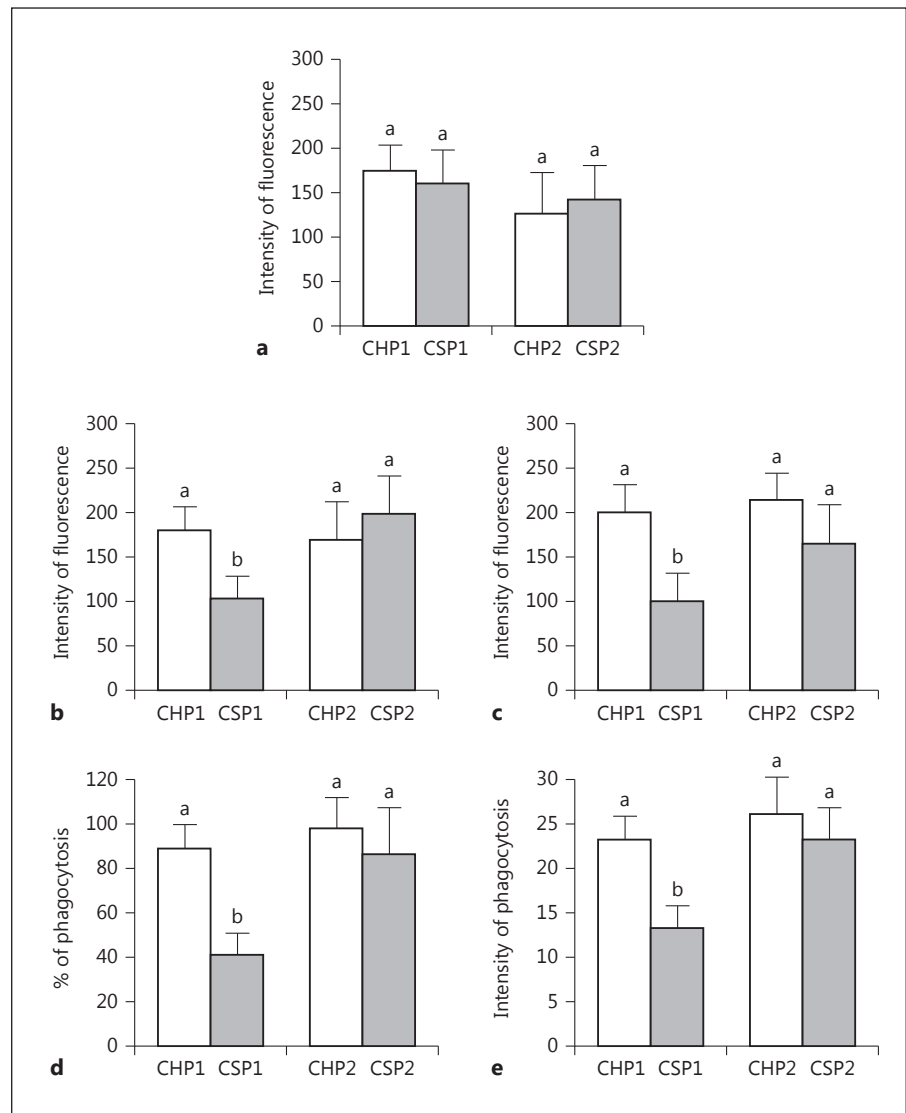 300
250
200
150
100
50
0
Intensity of fluorescence
a a a a
CHP1 CSP1 CHP2 CSP2
a
300
250
200
150
100
50
0
Intensity of fluorescence
a b a a
CHP1 CSP1 CHP2 CSP2
b
300
250
200
150
100
50
0
Intensity of fluorescence
a b a a
CHP1 CSP1 CHP2 CSP2
c
120
100
80
60
40
20
0
% of phagocytosis
a b a a
CHP1 CSP1 CHP2 CSP2
d
30
25
20
15
10
5
0
Intensity of phagocytosis
a b a a
CHP1 CSP1 CHP2 CSP2
e